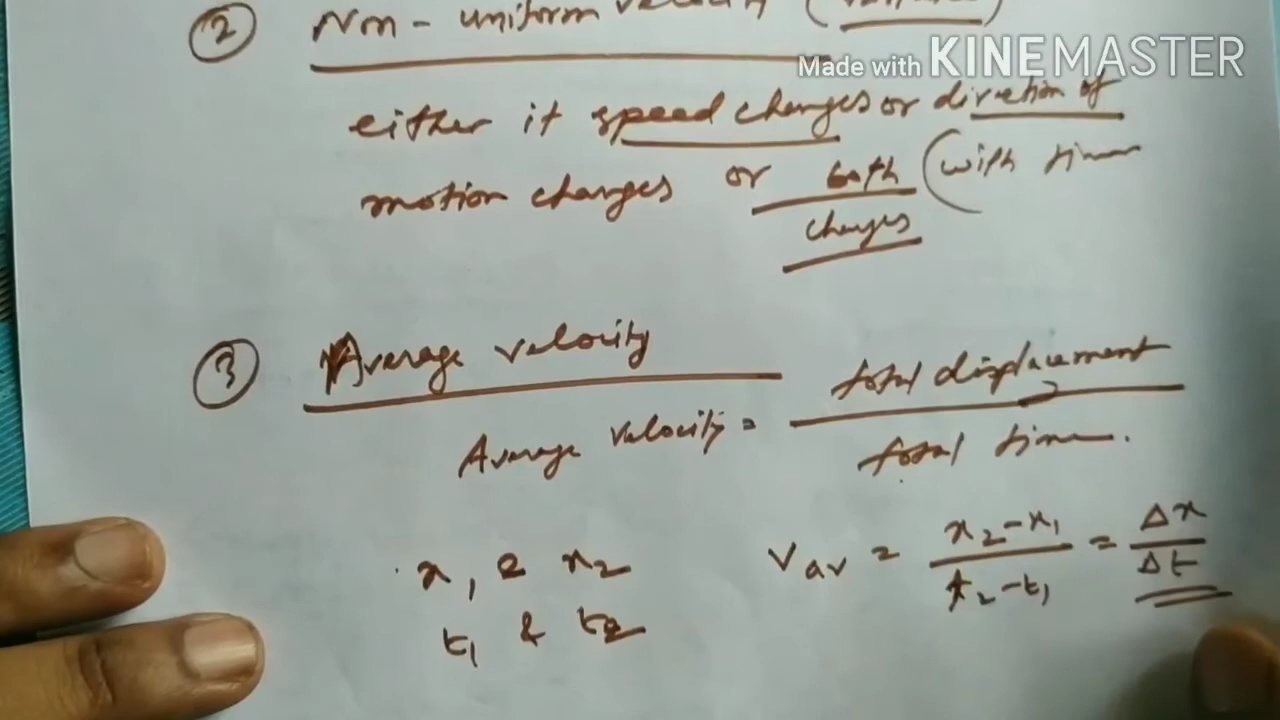 ② Non-uniform velocity (variable)
Made with KINEMASTER
either it speed changes or direction of
motion changes or both (with time
changes
③ Average velocity
Average velocity = total displacement / total time.
x₁ & x₂
t₁ & t₂
Vav = x₂-x₁ / t₂-t₁ = Δx / Δt